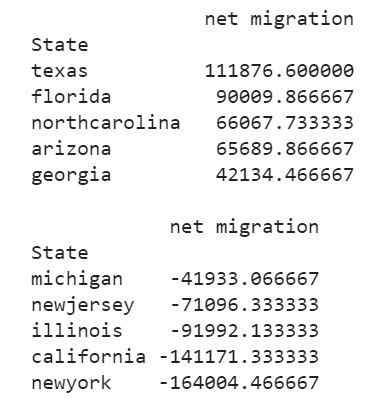 net migration
State
texas 111876.600000
florida 90009.866667
northcarolina 66067.733333
arizona 65689.866667
georgia 42134.466667
net migration
State
michigan -41933.066667
newjersey -71096.333333
illinois -91992.133333
california -141171.333333
newyork -164004.466667